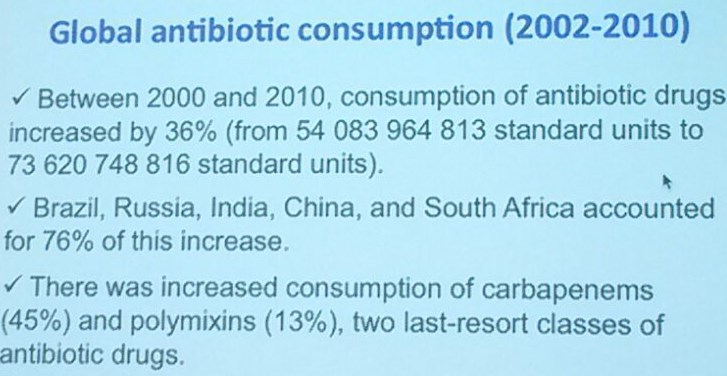 Global antibiotic consumption (2002-2010)
✓ Between 2000 and 2010, consumption of antibiotic drugs
increased by 36% (from 54 083 964 813 standard units to
73 620 748 816 standard units).
✓ Brazil, Russia, India, China, and South Africa accounted
for 76% of this increase.
✓ There was increased consumption of carbapenems
(45%) and polymixins (13%), two last-resort classes of
antibiotic drugs.